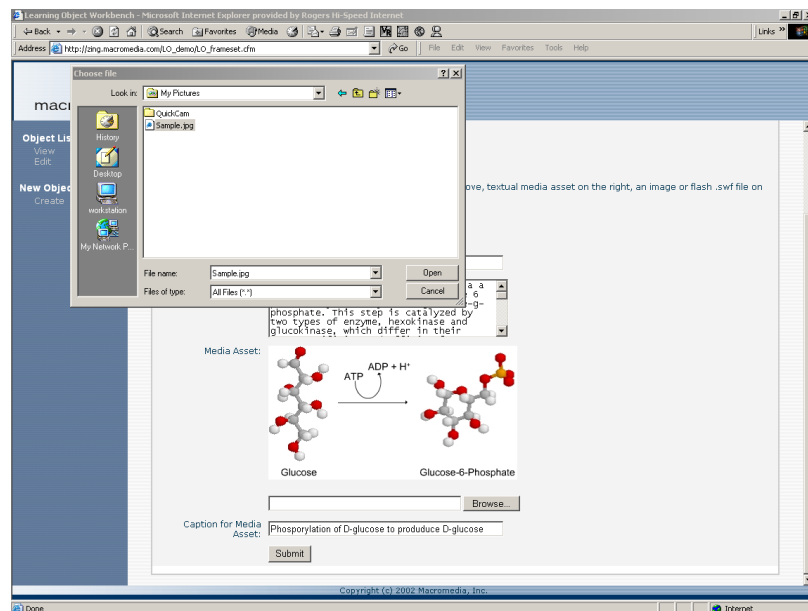 Learning Object Workbench - Microsoft Internet Explorer provided by Rogers Hi-Speed Internet
Back Search Favorites Media Links »
Address http://zing.macromedia.com/LO_demo/LO_frameset.cfm Go File Edit View Favorites Tools Help
Choose file
Look in: My Pictures
macr
QuickCam
Sample.jpg
History
Desktop
workstation
My Network P...
File name: Sample.jpg Open
Files of type: All Files (*.*) Cancel
Object Lis
View
Edit
New Objec
Create
ove, textual media asset on the right, an image or flash .swf file on
a a
6
-g-
phosphate. This step is catalyzed by
two types of enzyme, hexokinase and
glucokinase, which differ in their
Media Asset:
ATP ADP + H+
Glucose Glucose-6-Phosphate
Browse...
Caption for Media
Asset: Phosporylation of D-glucose to produduce D-glucose
Submit
Copyright (c) 2002 Macromedia, Inc.
Done Internet